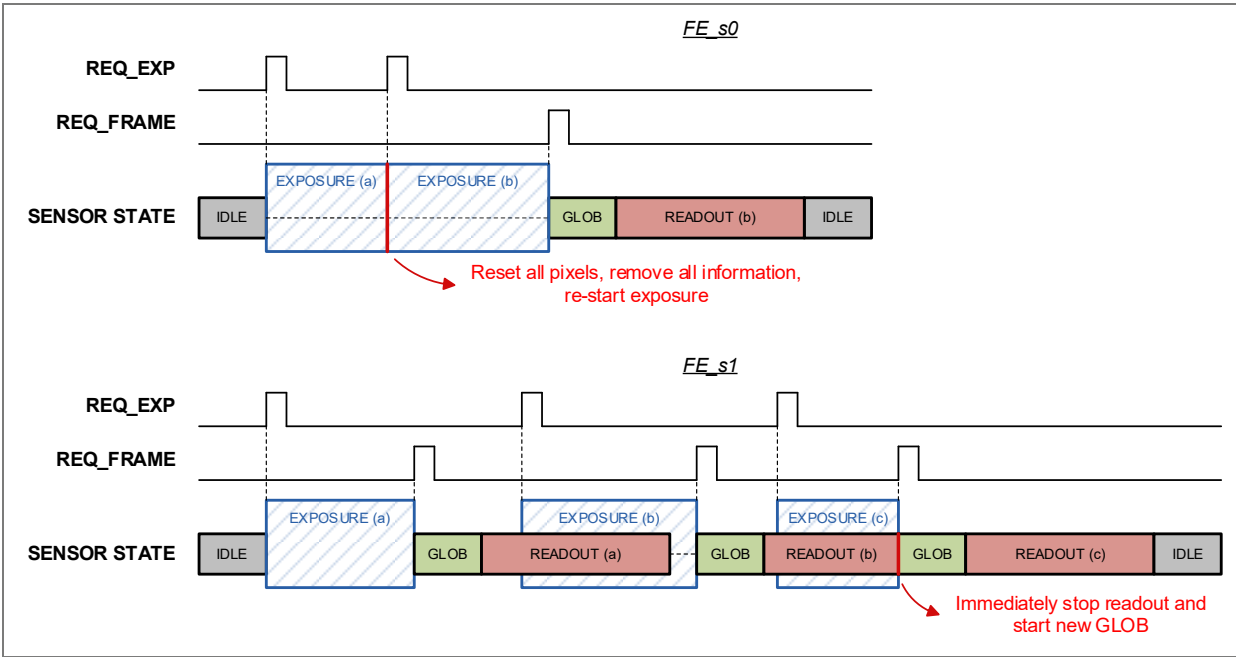 FE_s0
REQ_EXP
REQ_FRAME
EXPOSURE (a)
EXPOSURE (b)
SENSOR STATE
IDLE
GLOB
READOUT (b)
IDLE
Reset all pixels, remove all information,
re-start exposure
FE_s1
REQ_EXP
REQ_FRAME
EXPOSURE (a)
EXPOSURE (b)
EXPOSURE (c)
SENSOR STATE
IDLE
GLOB
READOUT (a)
GLOB
READOUT (b)
GLOB
READOUT (c)
IDLE
Immediately stop readout and
start new GLOB